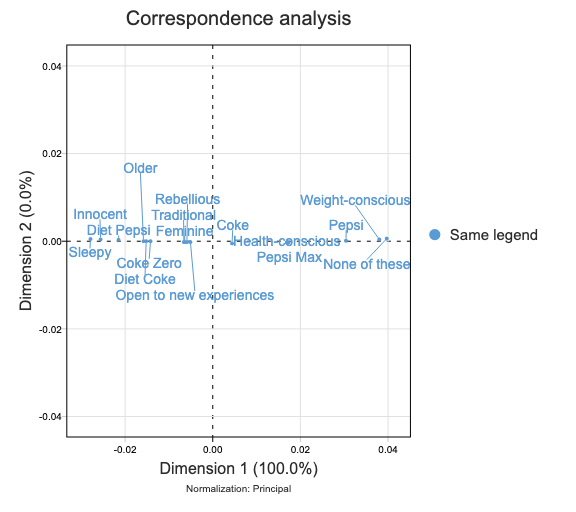 Correspondence analysis
0.04
0.02
Older
Rebellious
Weight-conscious
Innocent
Traditional
Diet Pepsi
Feminine
Coke
Pepsi
Same legend
0.00
Health-conscious
Sleepy
Coke Zero
Pepsi Max
None of these
Diet Coke
Open to new experiences
-0.02
-0.04
-0.02
0.00
0.02
0.04
Dimension 2 (0.0%)
Dimension 1 (100.0%)
Normalization: Principal